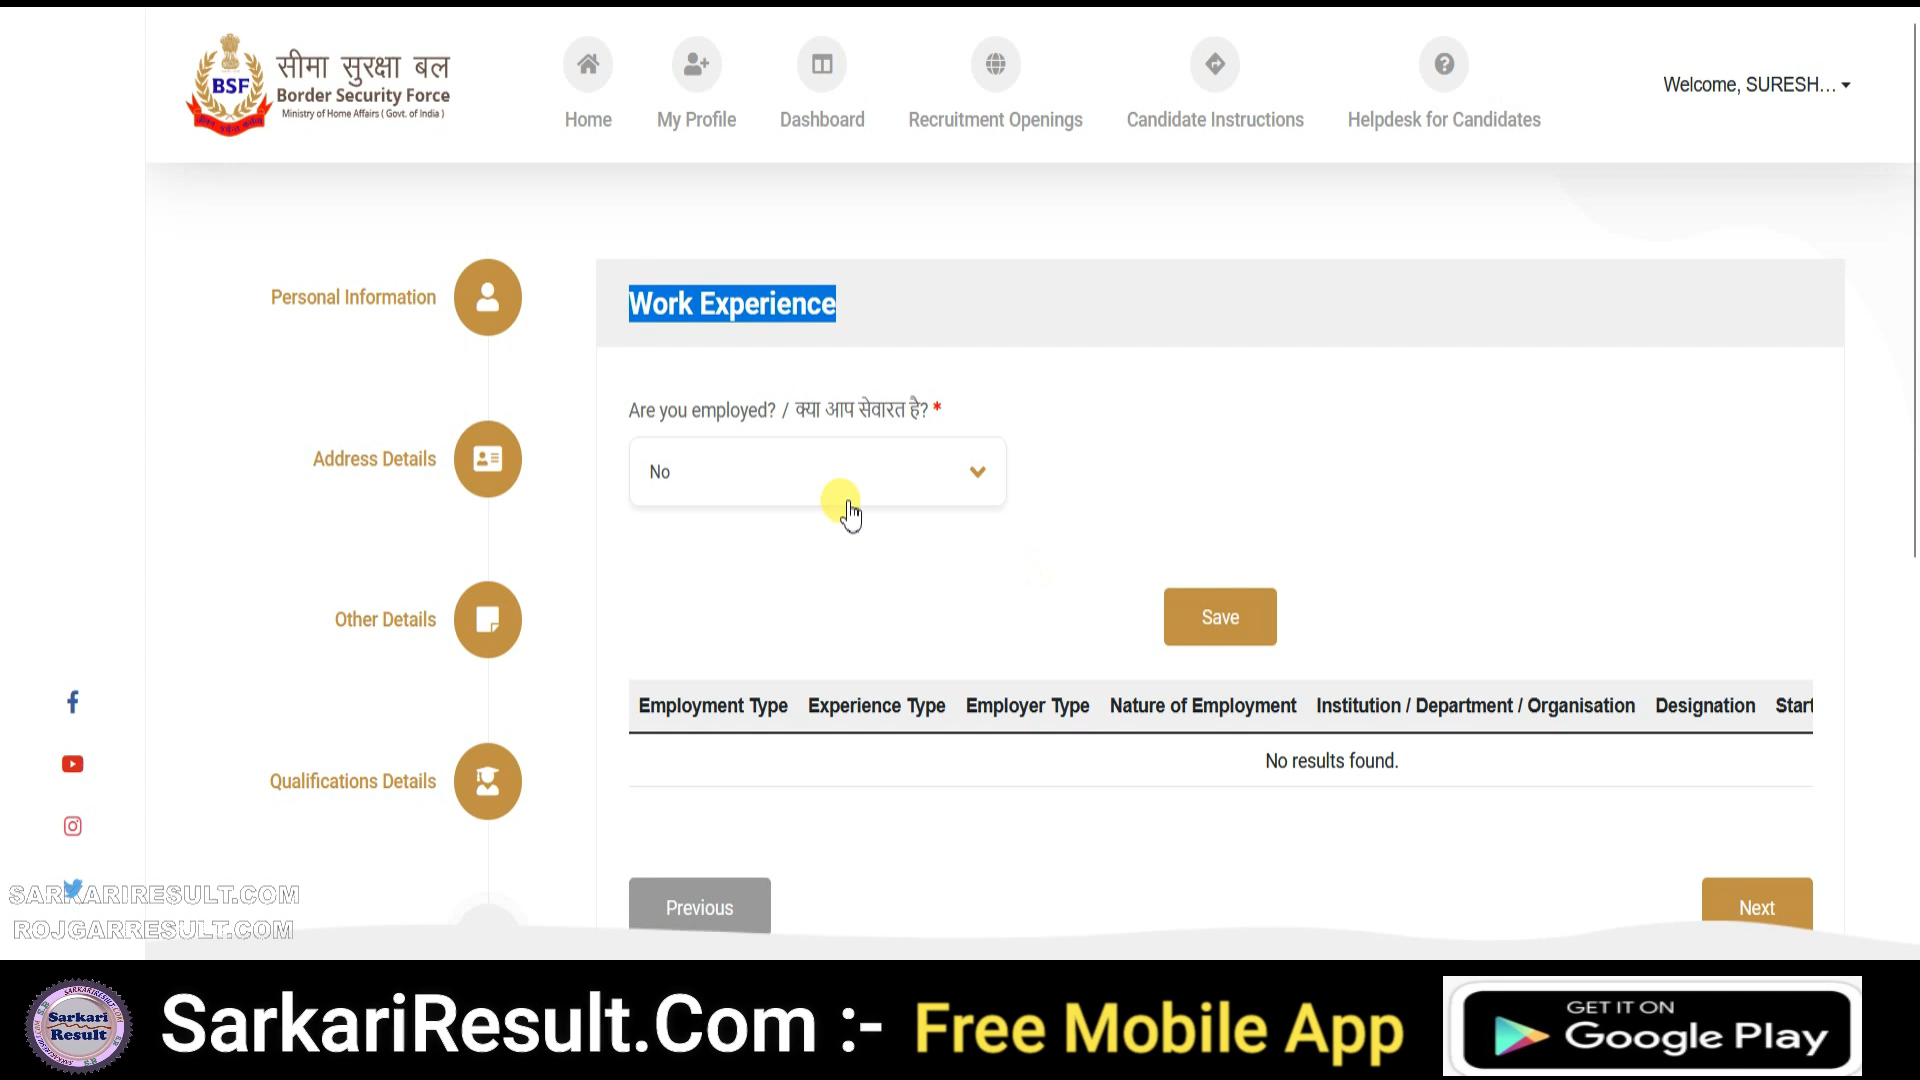 सीमा सुरक्षा बल
BSF
Border Security Force
Ministry of Home Affairs ( Govt. of India )
Home
My Profile
Dashboard
Recruitment Openings
Candidate Instructions
Helpdesk for Candidates
Welcome, SURESH...
Personal Information
Address Details
Other Details
Qualifications Details
Work Experience
Are you employed? / क्या आप सेवारत है? *
No
Save
Employment Type Experience Type Employer Type Nature of Employment Institution / Department / Organisation Designation Start
No results found.
Previous
Next
SARKARIRESULT.COM
ROJGARRESULT.COM
Sarkari
Result
SarkariResult.Com :- Free Mobile App
GET IT ON
Google Play